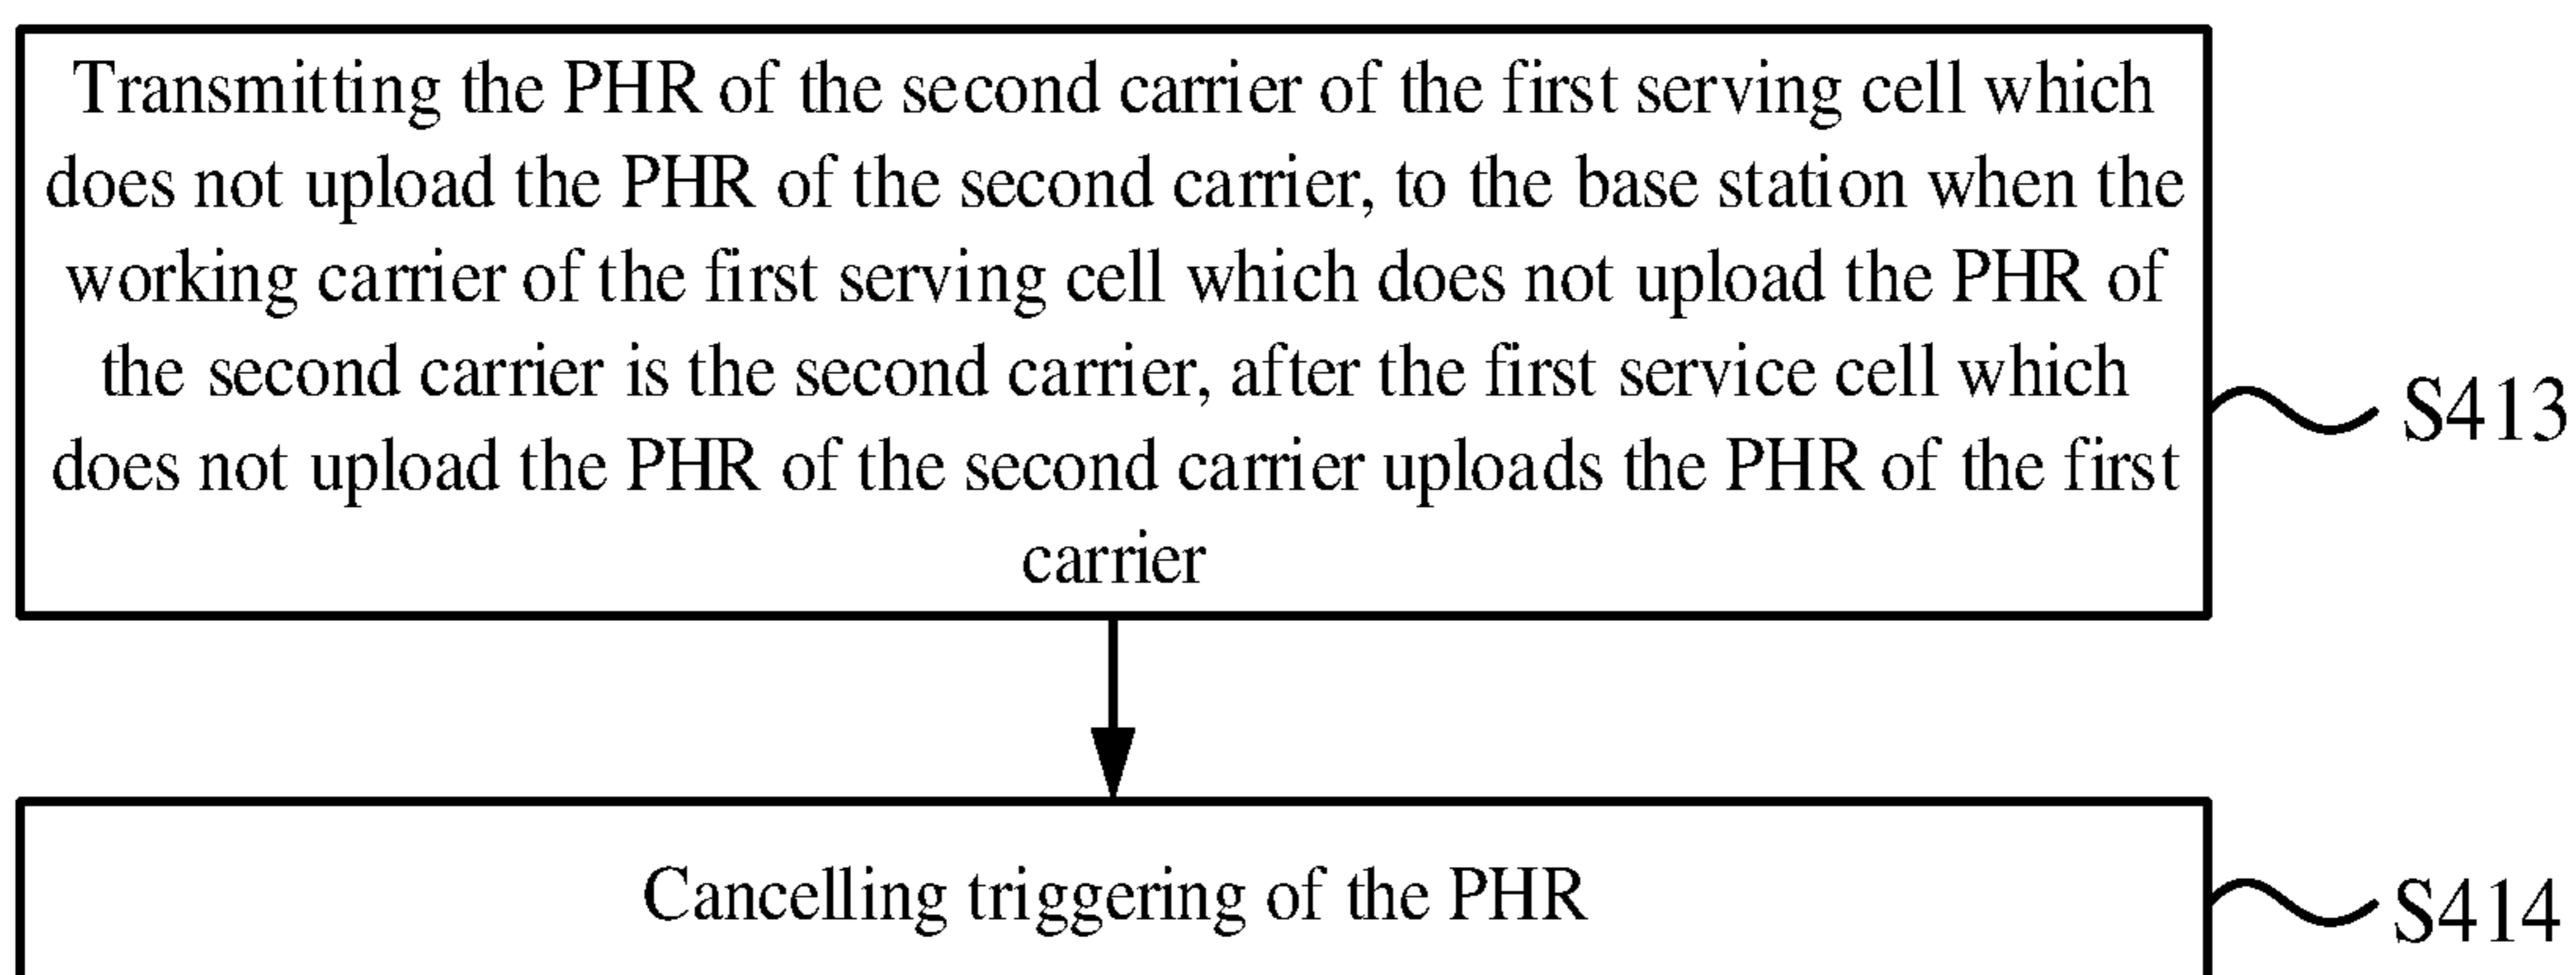 Transmitting the PHR of the second carrier of the first serving cell which
does not upload the PHR of the second carrier, to the base station when the
working carrier of the first serving cell which does not upload the PHR of
the second carrier is the second carrier, after the first service cell which
does not upload the PHR of the second carrier uploads the PHR of the first
carrier
S413
Cancelling triggering of the PHR
S414